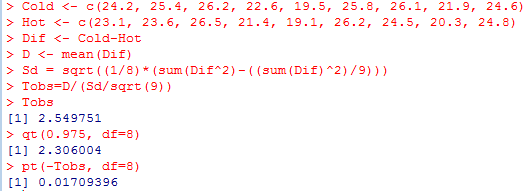 > Cold <- c(24.2, 25.4, 26.2, 22.6, 19.5, 25.8, 26.1, 21.9, 24.6)
> Hot <- c(23.1, 23.6, 26.5, 21.4, 19.1, 26.2, 24.5, 20.3, 24.8)
> Dif <- Cold-Hot
> D <- mean(Dif)
> Sd = sqrt((1/8)*(sum(Dif^2)-((sum(Dif)^2)/9)))
> Tobs=D/(Sd/sqrt(9))
> Tobs
[1] 2.549751
> qt(0.975, df=8)
[1] 2.306004
> pt(-Tobs, df=8)
[1] 0.01709396